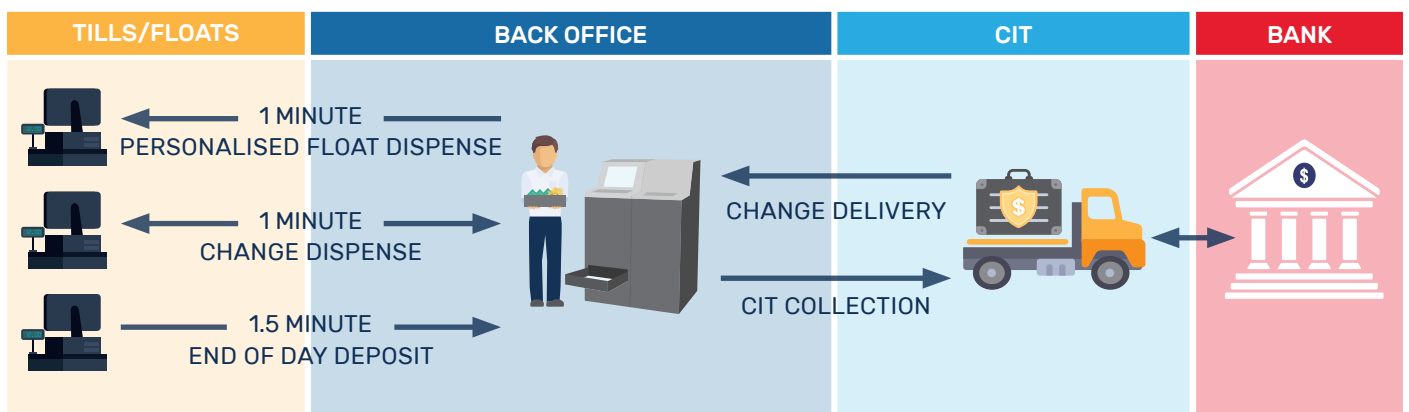 TILLS/FLOATS
BACK OFFICE
CIT
BANK
1 MINUTE
PERSONALISED FLOAT DISPENSE
1 MINUTE
CHANGE DISPENSE
1.5 MINUTE
END OF DAY DEPOSIT
CHANGE DELIVERY
CIT COLLECTION
$
$